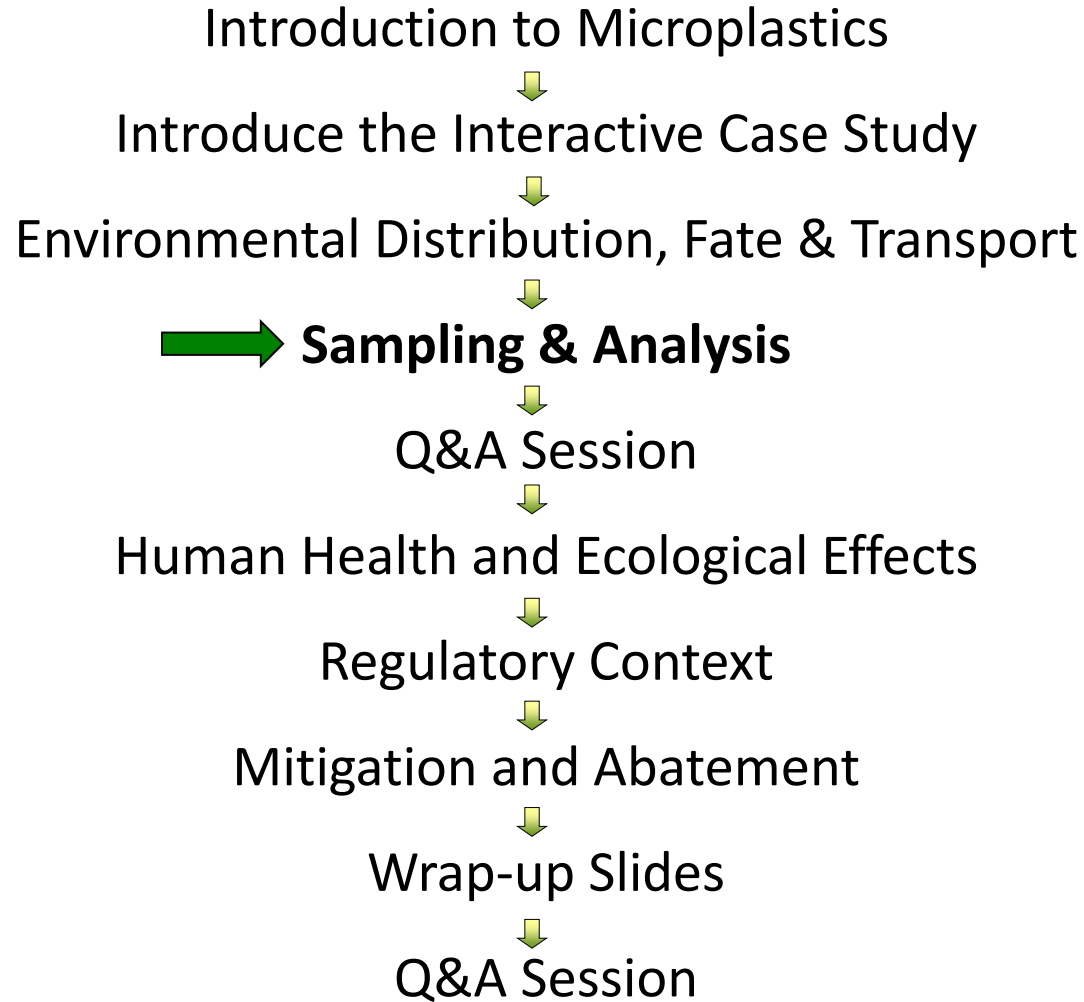 Introduction to Microplastics
Introduce the Interactive Case Study
Environmental Distribution, Fate & Transport
Sampling & Analysis
Q&A Session
Human Health and Ecological Effects
Regulatory Context
Mitigation and Abatement
Wrap-up Slides
Q&A Session